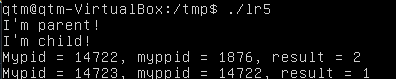 qtm@qtm-VirtualBox:/tmp$ ./lr5
I'm parent!
I'm child!
Mypid = 14722, myppid = 1876, result = 2
Mypid = 14723, myppid = 14722, result = 1